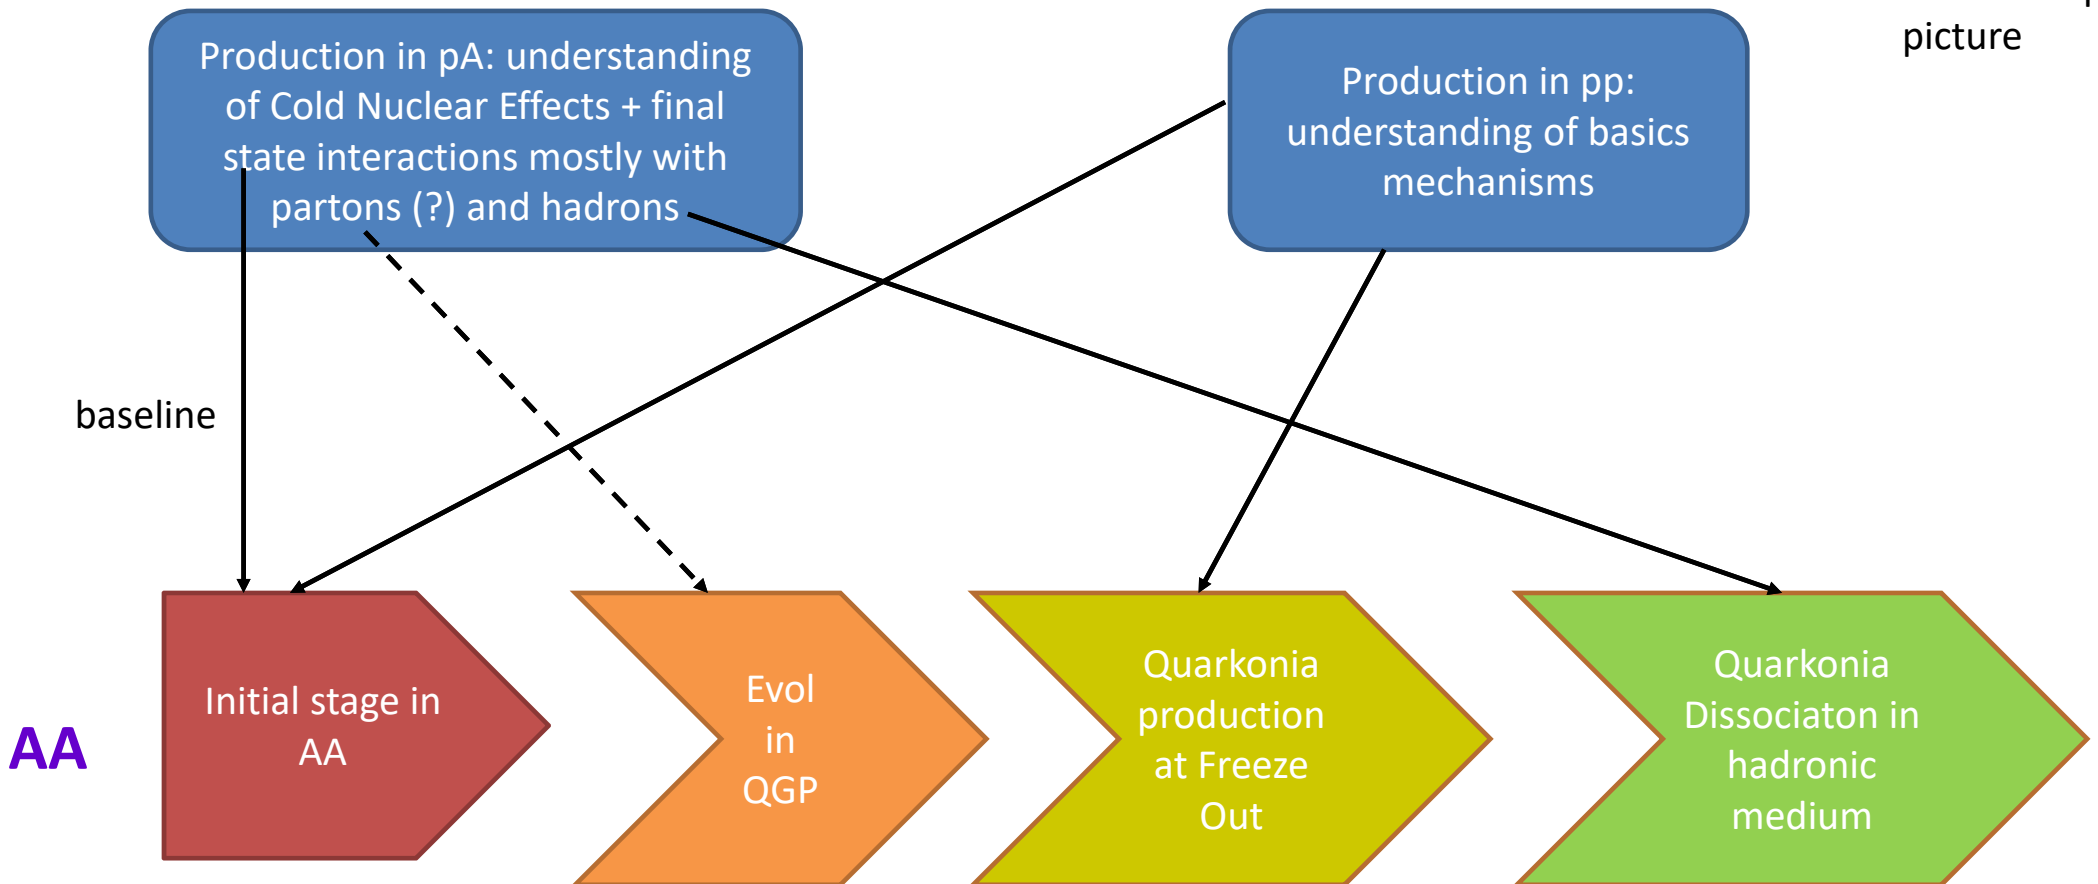 Production in pA: understanding
of Cold Nuclear Effects + final
state interactions mostly with
partons (?) and hadrons
Production in pp:
understanding of basics
mechanisms
picture
baseline
AA
Initial stage in
AA
Evol
in
QGP
Quarkonia
production
at Freeze
Out
Quarkonia
Dissociaton in
hadronic
medium